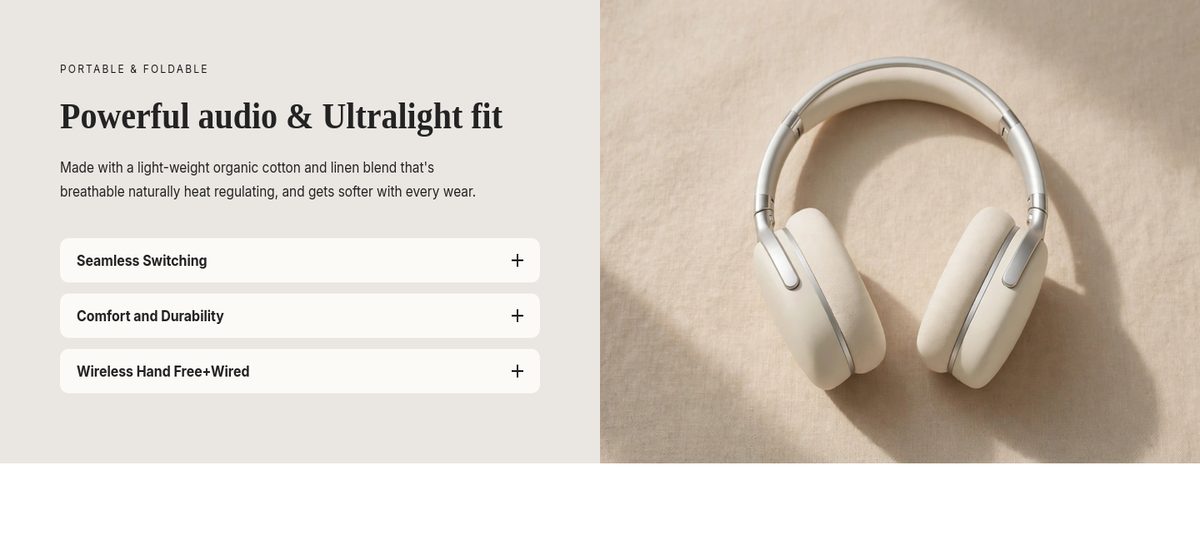 PORTABLE & FOLDABLE
Powerful audio & Ultralight fit
Made with a light-weight organic cotton and linen blend that's
breathable naturally heat regulating, and gets softer with every wear.
Seamless Switching
Comfort and Durability
Wireless Hand Free+Wired